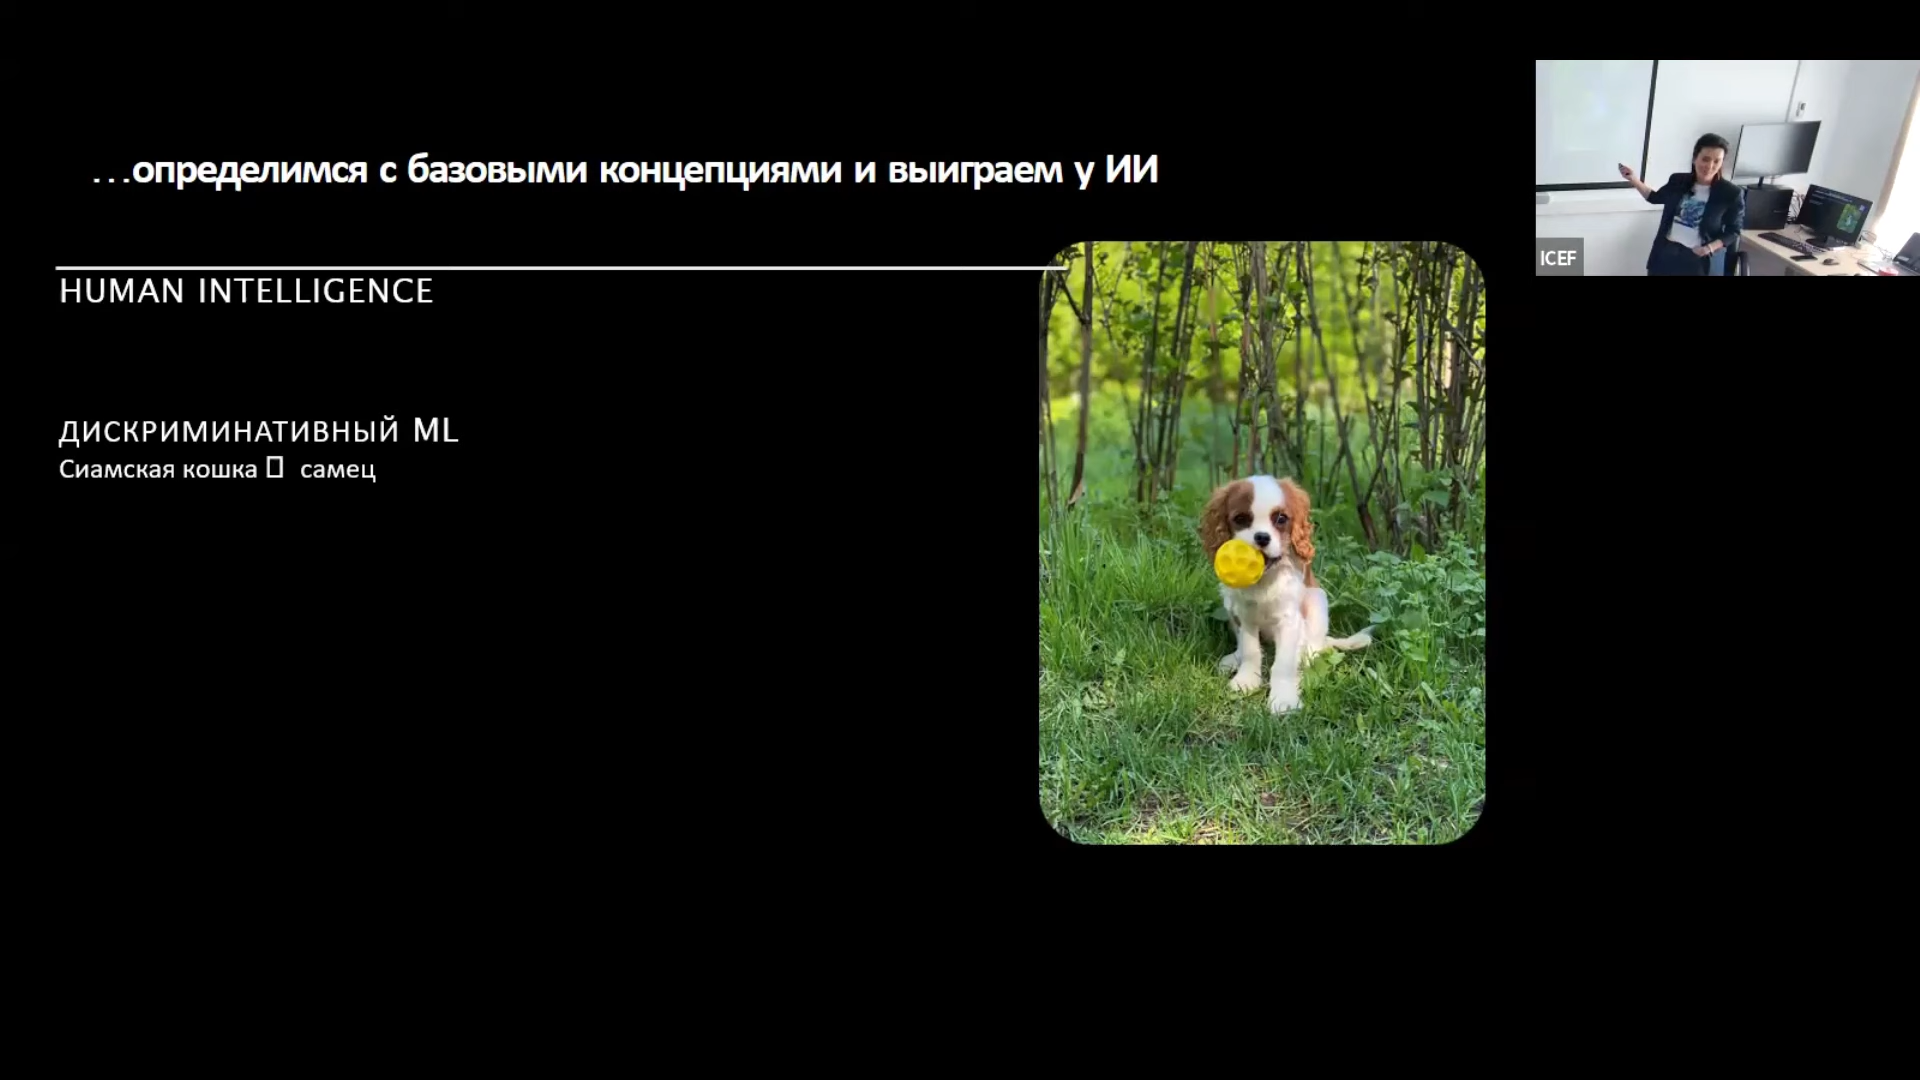 ...определимся с базовыми концепциями и выиграем у ИИ
HUMAN INTELLIGENCE
ДИСКРИМИНАТИВНЫЙ ML
Сиамская кошка  самец
ICEF